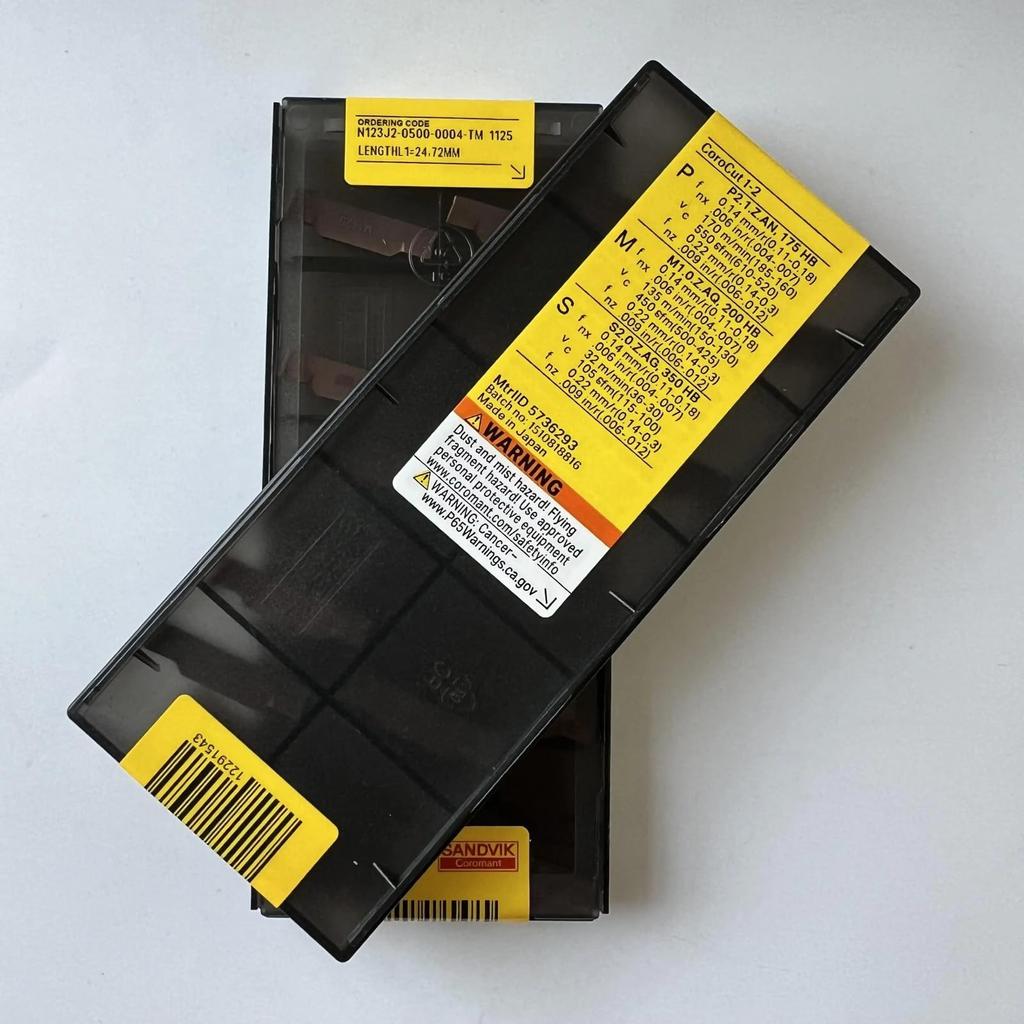 ORDERING CODE
N123J2-0500-0004-TM 1125
LENGTHL1=24,72MM
CoroCut 1-2
P P2.1.Z.AN, 175 HB
fnx 0.14 mm/r(0.11-0.18)
.006 in/r(.004-.007)
vc 170 m/min(185-160)
550 sfm(610-520)
fnz 0.22 mm/r(0.14-0.3)
.009 in/r(.006-.012)
M M1.0.Z.AQ, 200 HB
fnx 0.14 mm/r(0.11-0.18)
.006 in/r(.004-.007)
vc 135 m/min(150-130)
450 sfm(500-425)
fnz 0.22 mm/r(0.14-0.3)
.009 in/r(.006-.012)
S S2.0.Z.AG, 350 HB
fnx 0.14 mm/r(0.11-0.18)
.006 in/r(.004-.007)
vc 32 m/min(36-30)
105 sfm(115-100)
fnz 0.22 mm/r(0.14-0.3)
.009 in/r(.006-.012)
MtrlID 5736293
Batch no. 1510818816
Made in Japan
WARNING
Dust and mist hazard! Flying
fragment hazard! Use approved
personal protective equipment
www.coromant.com/safetyinfo
WARNING: Cancer-
www.P65Warnings.ca.gov
12291543
SANDVIK
Coromant